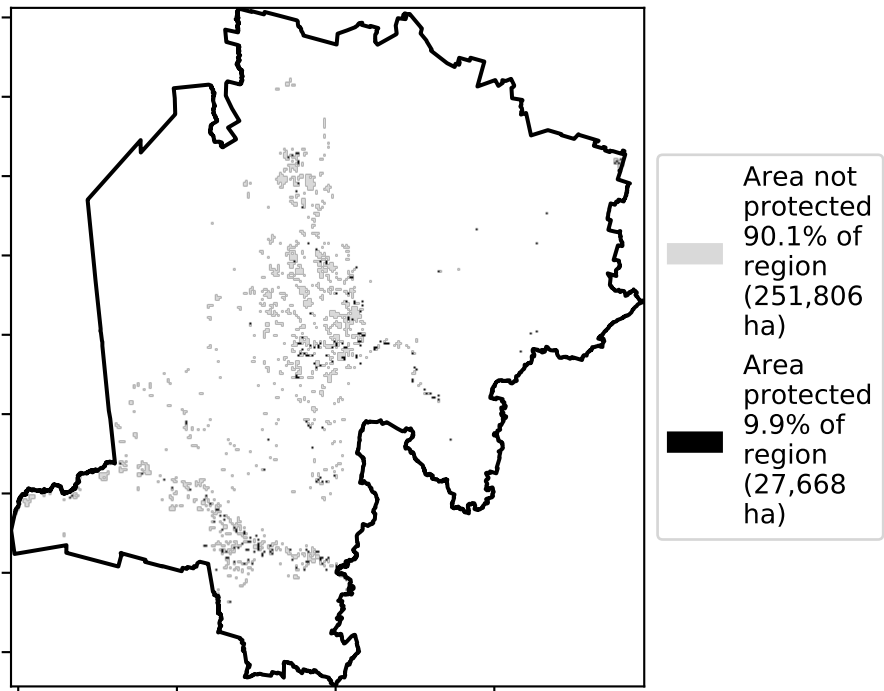 Area not
protected
90.1% of
region
(251,806
ha)
Area
protected
9.9% of
region
(27,668
ha)